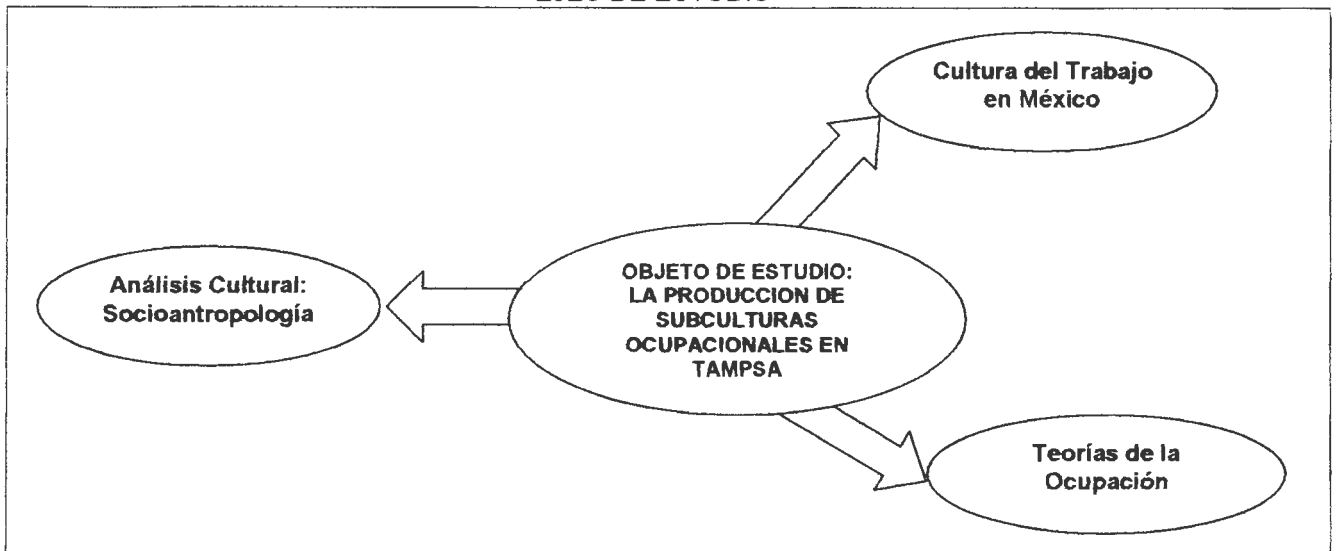 Cultura del Trabajo
en México
OBJETO DE ESTUDIO:
LA PRODUCCION DE
SUBCULTURAS
OCUPACIONALES EN
TAMPSA
Análisis Cultural:
Socioantropología
Teorías de la
Ocupación